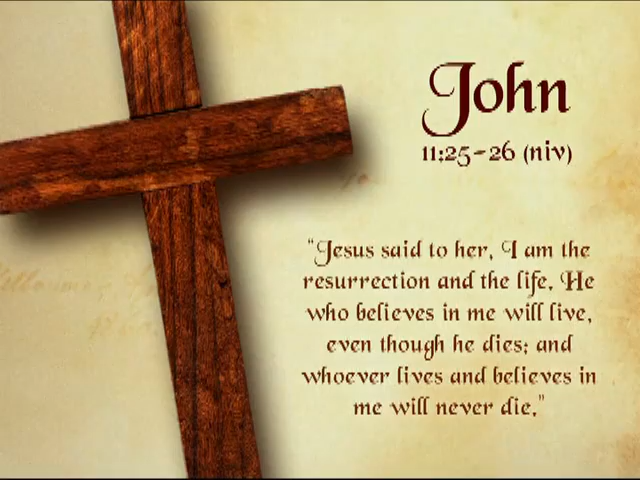 John
11:25-26 (niv)
"Jesus said to her, I am the
resurrection and the life. He
who believes in me will live,
even though he dies; and
whoever lives and believes in
me will never die."